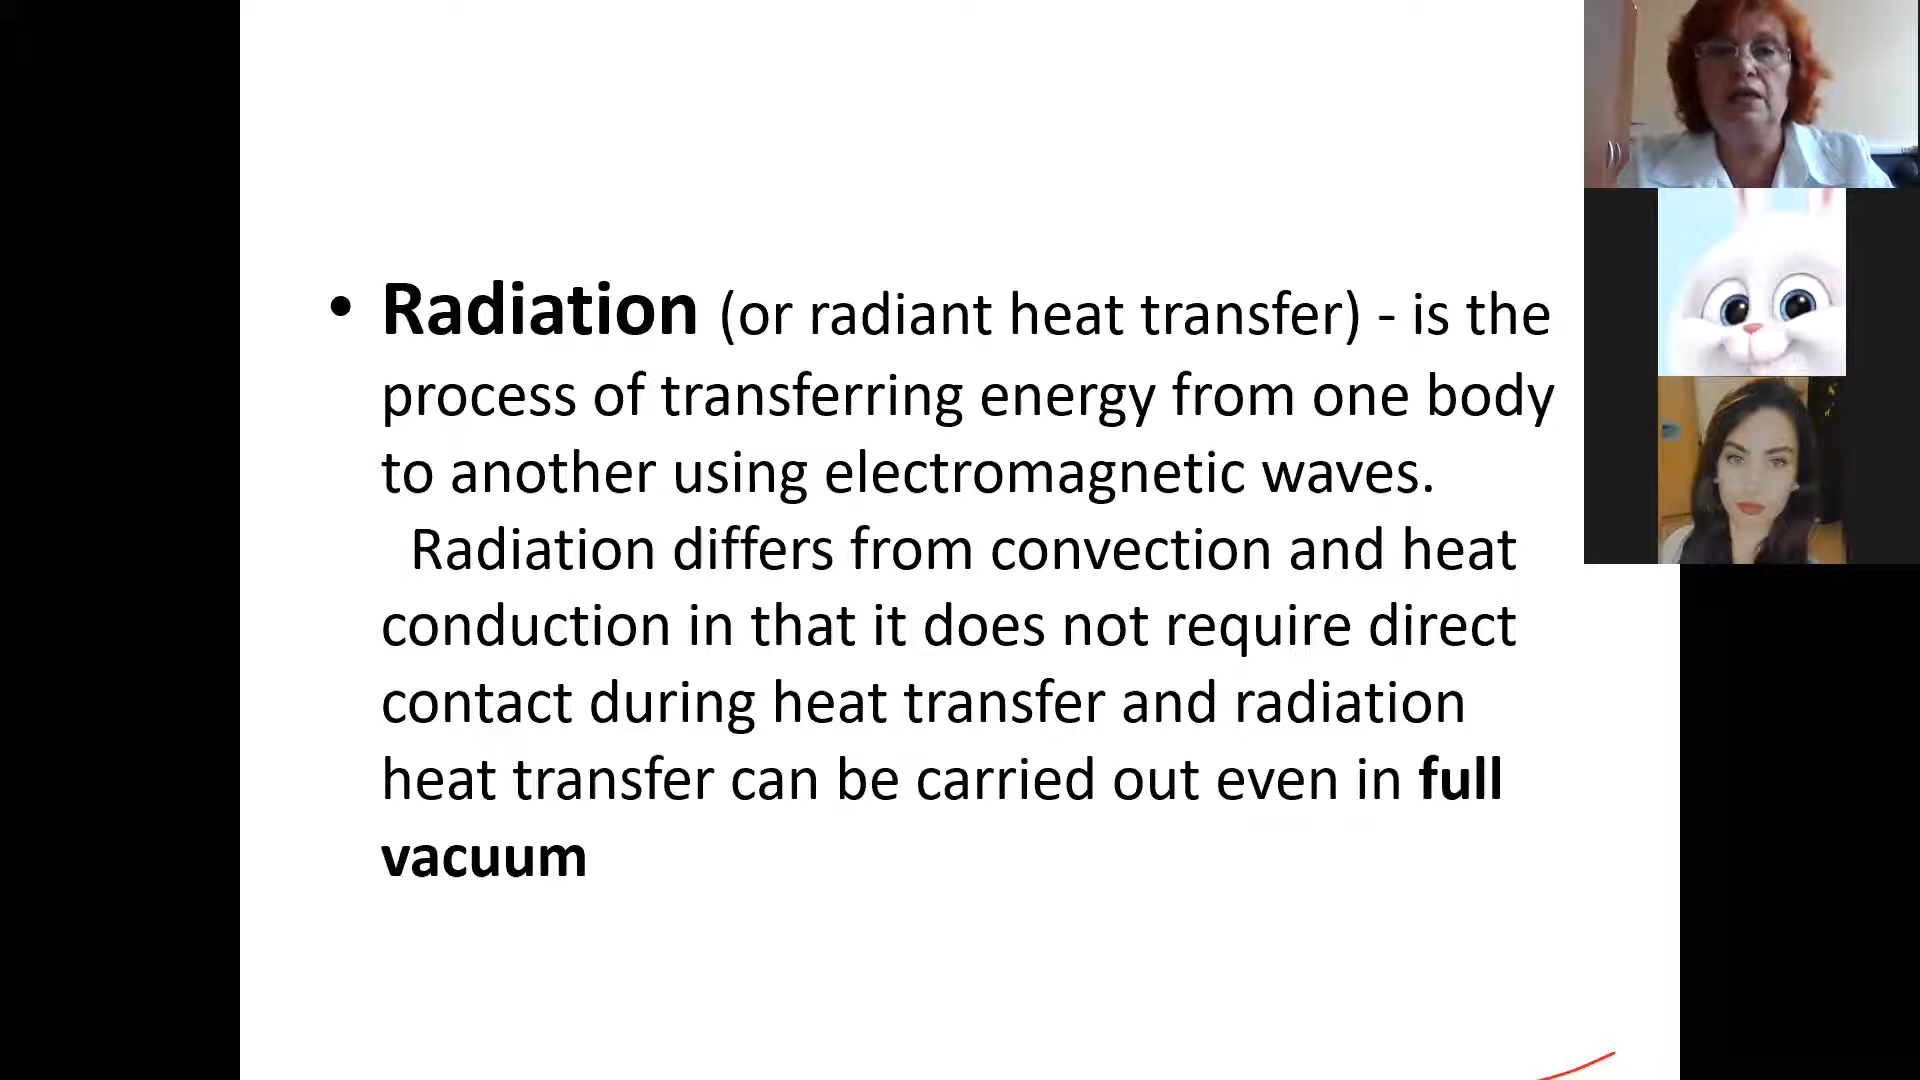 • Radiation (or radiant heat transfer) - is the
process of transferring energy from one body
to another using electromagnetic waves.
Radiation differs from convection and heat
conduction in that it does not require direct
contact during heat transfer and radiation
heat transfer can be carried out even in full
vacuum